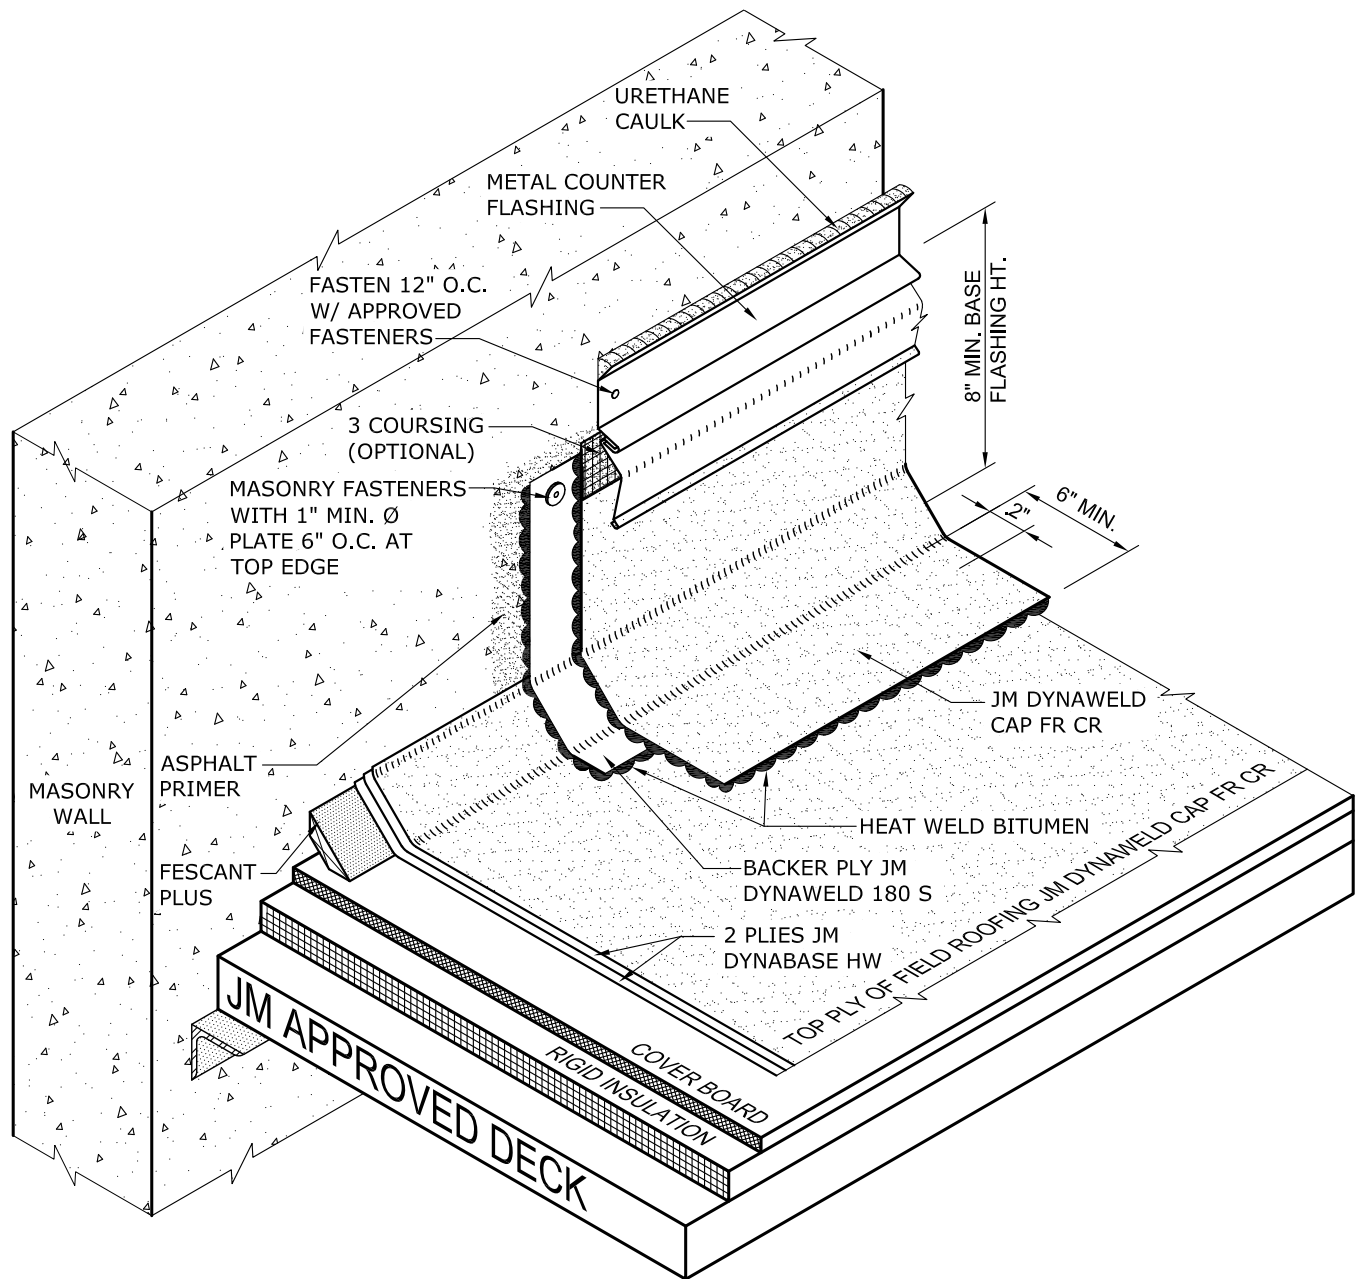 URETHANE
CAULK
METAL COUNTER
FLASHING
FASTEN 12" O.C.
W/ APPROVED
FASTENERS
8" MIN. BASE
FLASHING HT.
3 COURSING
(OPTIONAL)
MASONRY FASTENERS
WITH 1" MIN. Ø
PLATE 6" O.C. AT
TOP EDGE
6" MIN.
2"
JM DYNAWELD
CAP FR CR
ASPHALT
PRIMER
MASONRY
WALL
HEAT WELD BITUMEN
FESCANT
PLUS
BACKER PLY JM
DYNAWELD 180 S
2 PLIES JM
DYNABASE HW
TOP PLY OF FIELD ROOFING JM DYNAWELD CAP FR CR
COVER BOARD
RIGID INSULATION
JM APPROVED DECK